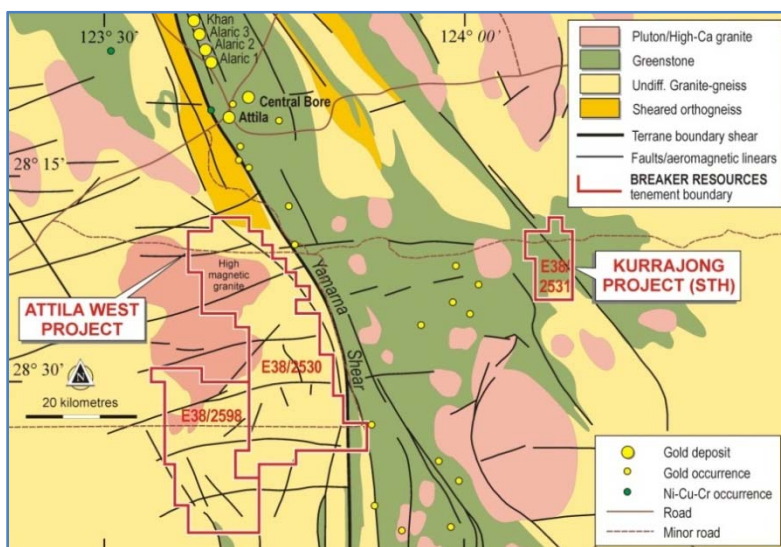 123° 30'
124° 00'
Khan
Alaric 3
Alaric 2
Alaric 1
Central Bore
Attila
28° 15'
High
magnetic
granite
ATTILA WEST
PROJECT
Yamarna
Shear
E38/
2531
KURRAJONG
PROJECT (STH)
28° 30'
N
20 kilometres
E38/2530
E38/2598
Pluton/High-Ca granite
Greenstone
Undiff. Granite-gneiss
Sheared orthogneiss
Terrane boundary shear
Faults/aeromagnetic linears
BREAKER RESOURCES
tenement boundary
Gold deposit
Gold occurrence
Ni-Cu-Cr occurrence
Road
Minor road